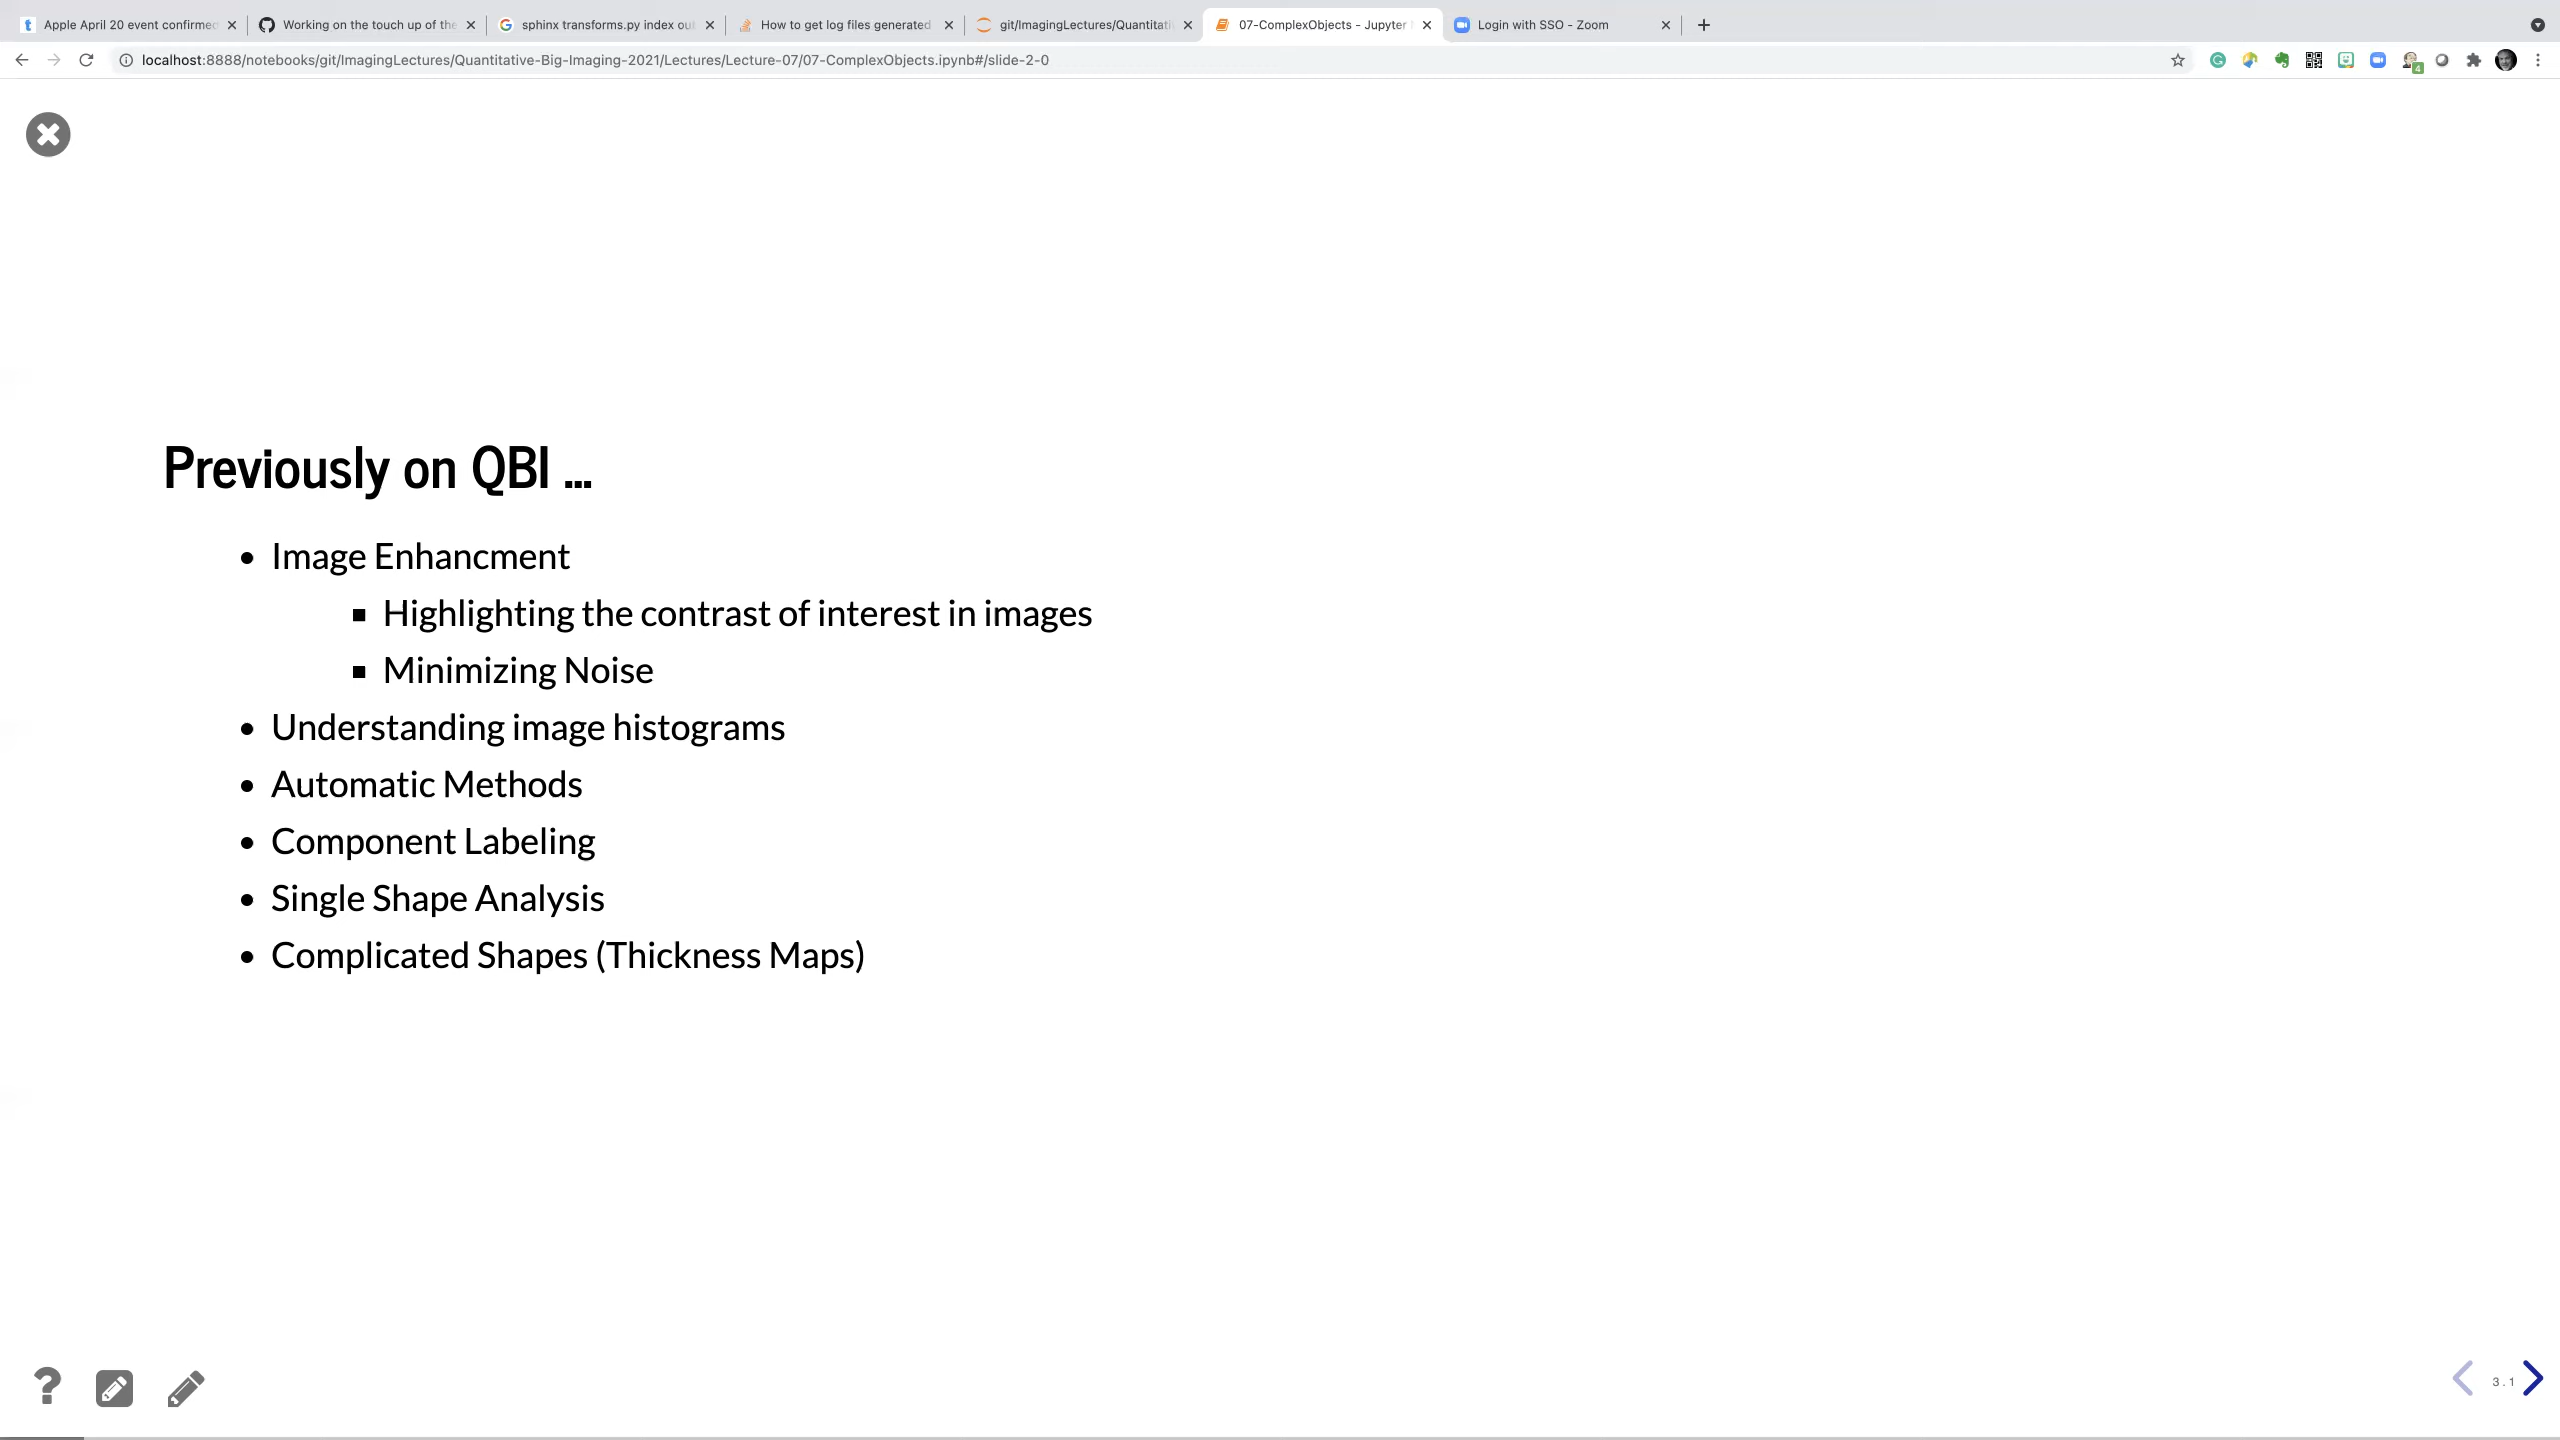 Apple April 20 event confirmed
Working on the touch up of the
sphinx transforms.py index out
How to get log files generated
git/ImagingLectures/Quantitati
07-ComplexObjects - Jupyter
Login with SSO - Zoom
localhost:8888/notebooks/git/ImagingLectures/Quantitative-Big-Imaging-2021/Lectures/Lecture-07/07-ComplexObjects.ipynb#/slide-2-0
4
Previously on QBI ...
• Image Enhancment
▪ Highlighting the contrast of interest in images
▪ Minimizing Noise
• Understanding image histograms
• Automatic Methods
• Component Labeling
• Single Shape Analysis
• Complicated Shapes (Thickness Maps)
?
3.1